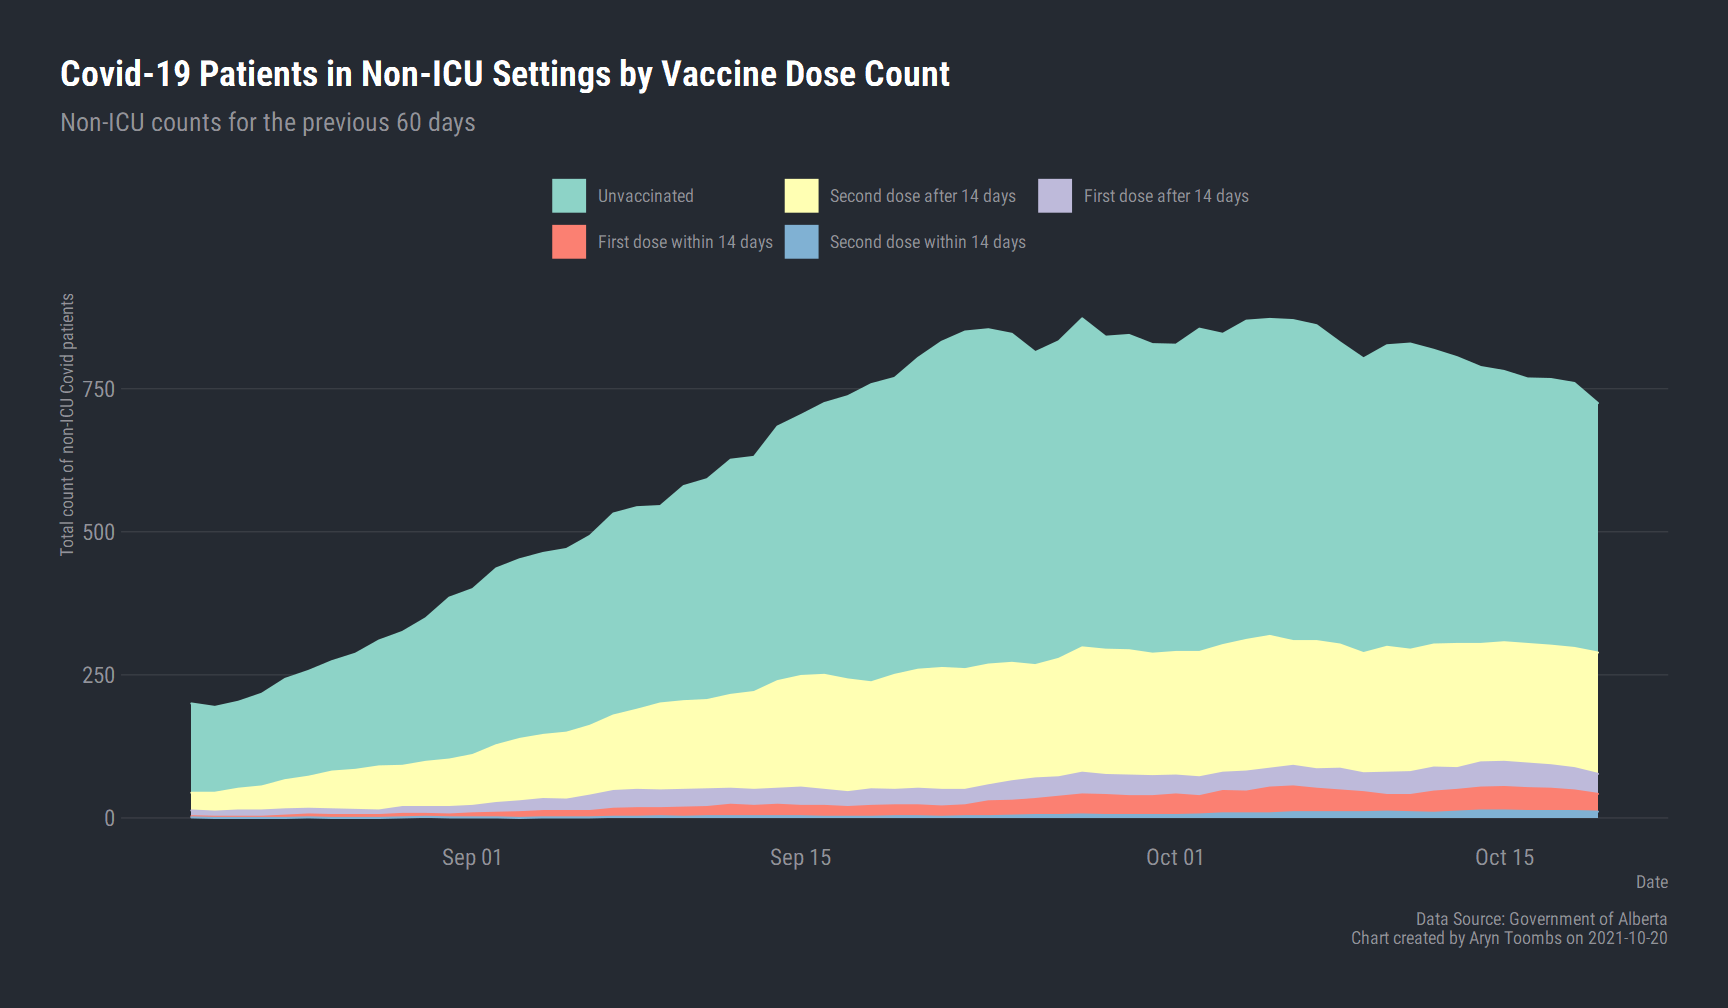 Covid-19 Patients in Non-ICU Settings by Vaccine Dose Count
Non-ICU counts for the previous 60 days
Unvaccinated
Second dose after 14 days
First dose after 14 days
First dose within 14 days
Second dose within 14 days
Total count of non-ICU Covid patients
750
500
250
0
Sep 01
Sep 15
Oct 01
Oct 15
Date
Data Source: Government of Alberta
Chart created by Aryn Toombs on 2021-10-20